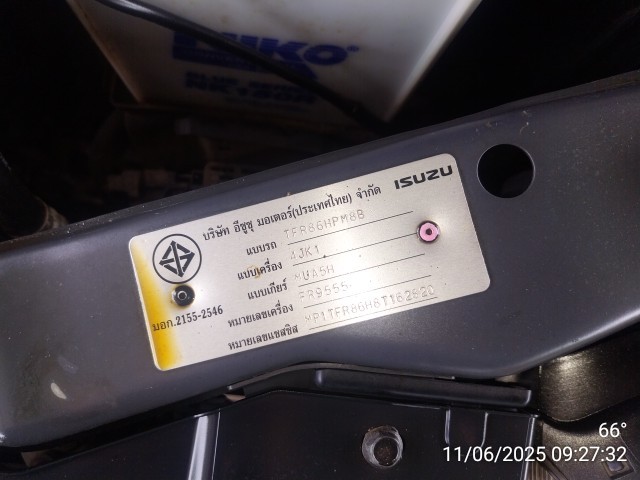 บริษัท อีซูซุ มอเตอร์(ประเทศไทย) จำกัด ISUZU
แบบรถ TFR86HPM8B
แบบเครื่อง 4JK1
แบบเกียร์ MUA5H
หมายเลขเครื่อง RR9555
หมายเลขแชสซิส MP1TFR86H8T162820
มอก.2155-2546
66°
11/06/2025 09:27:32